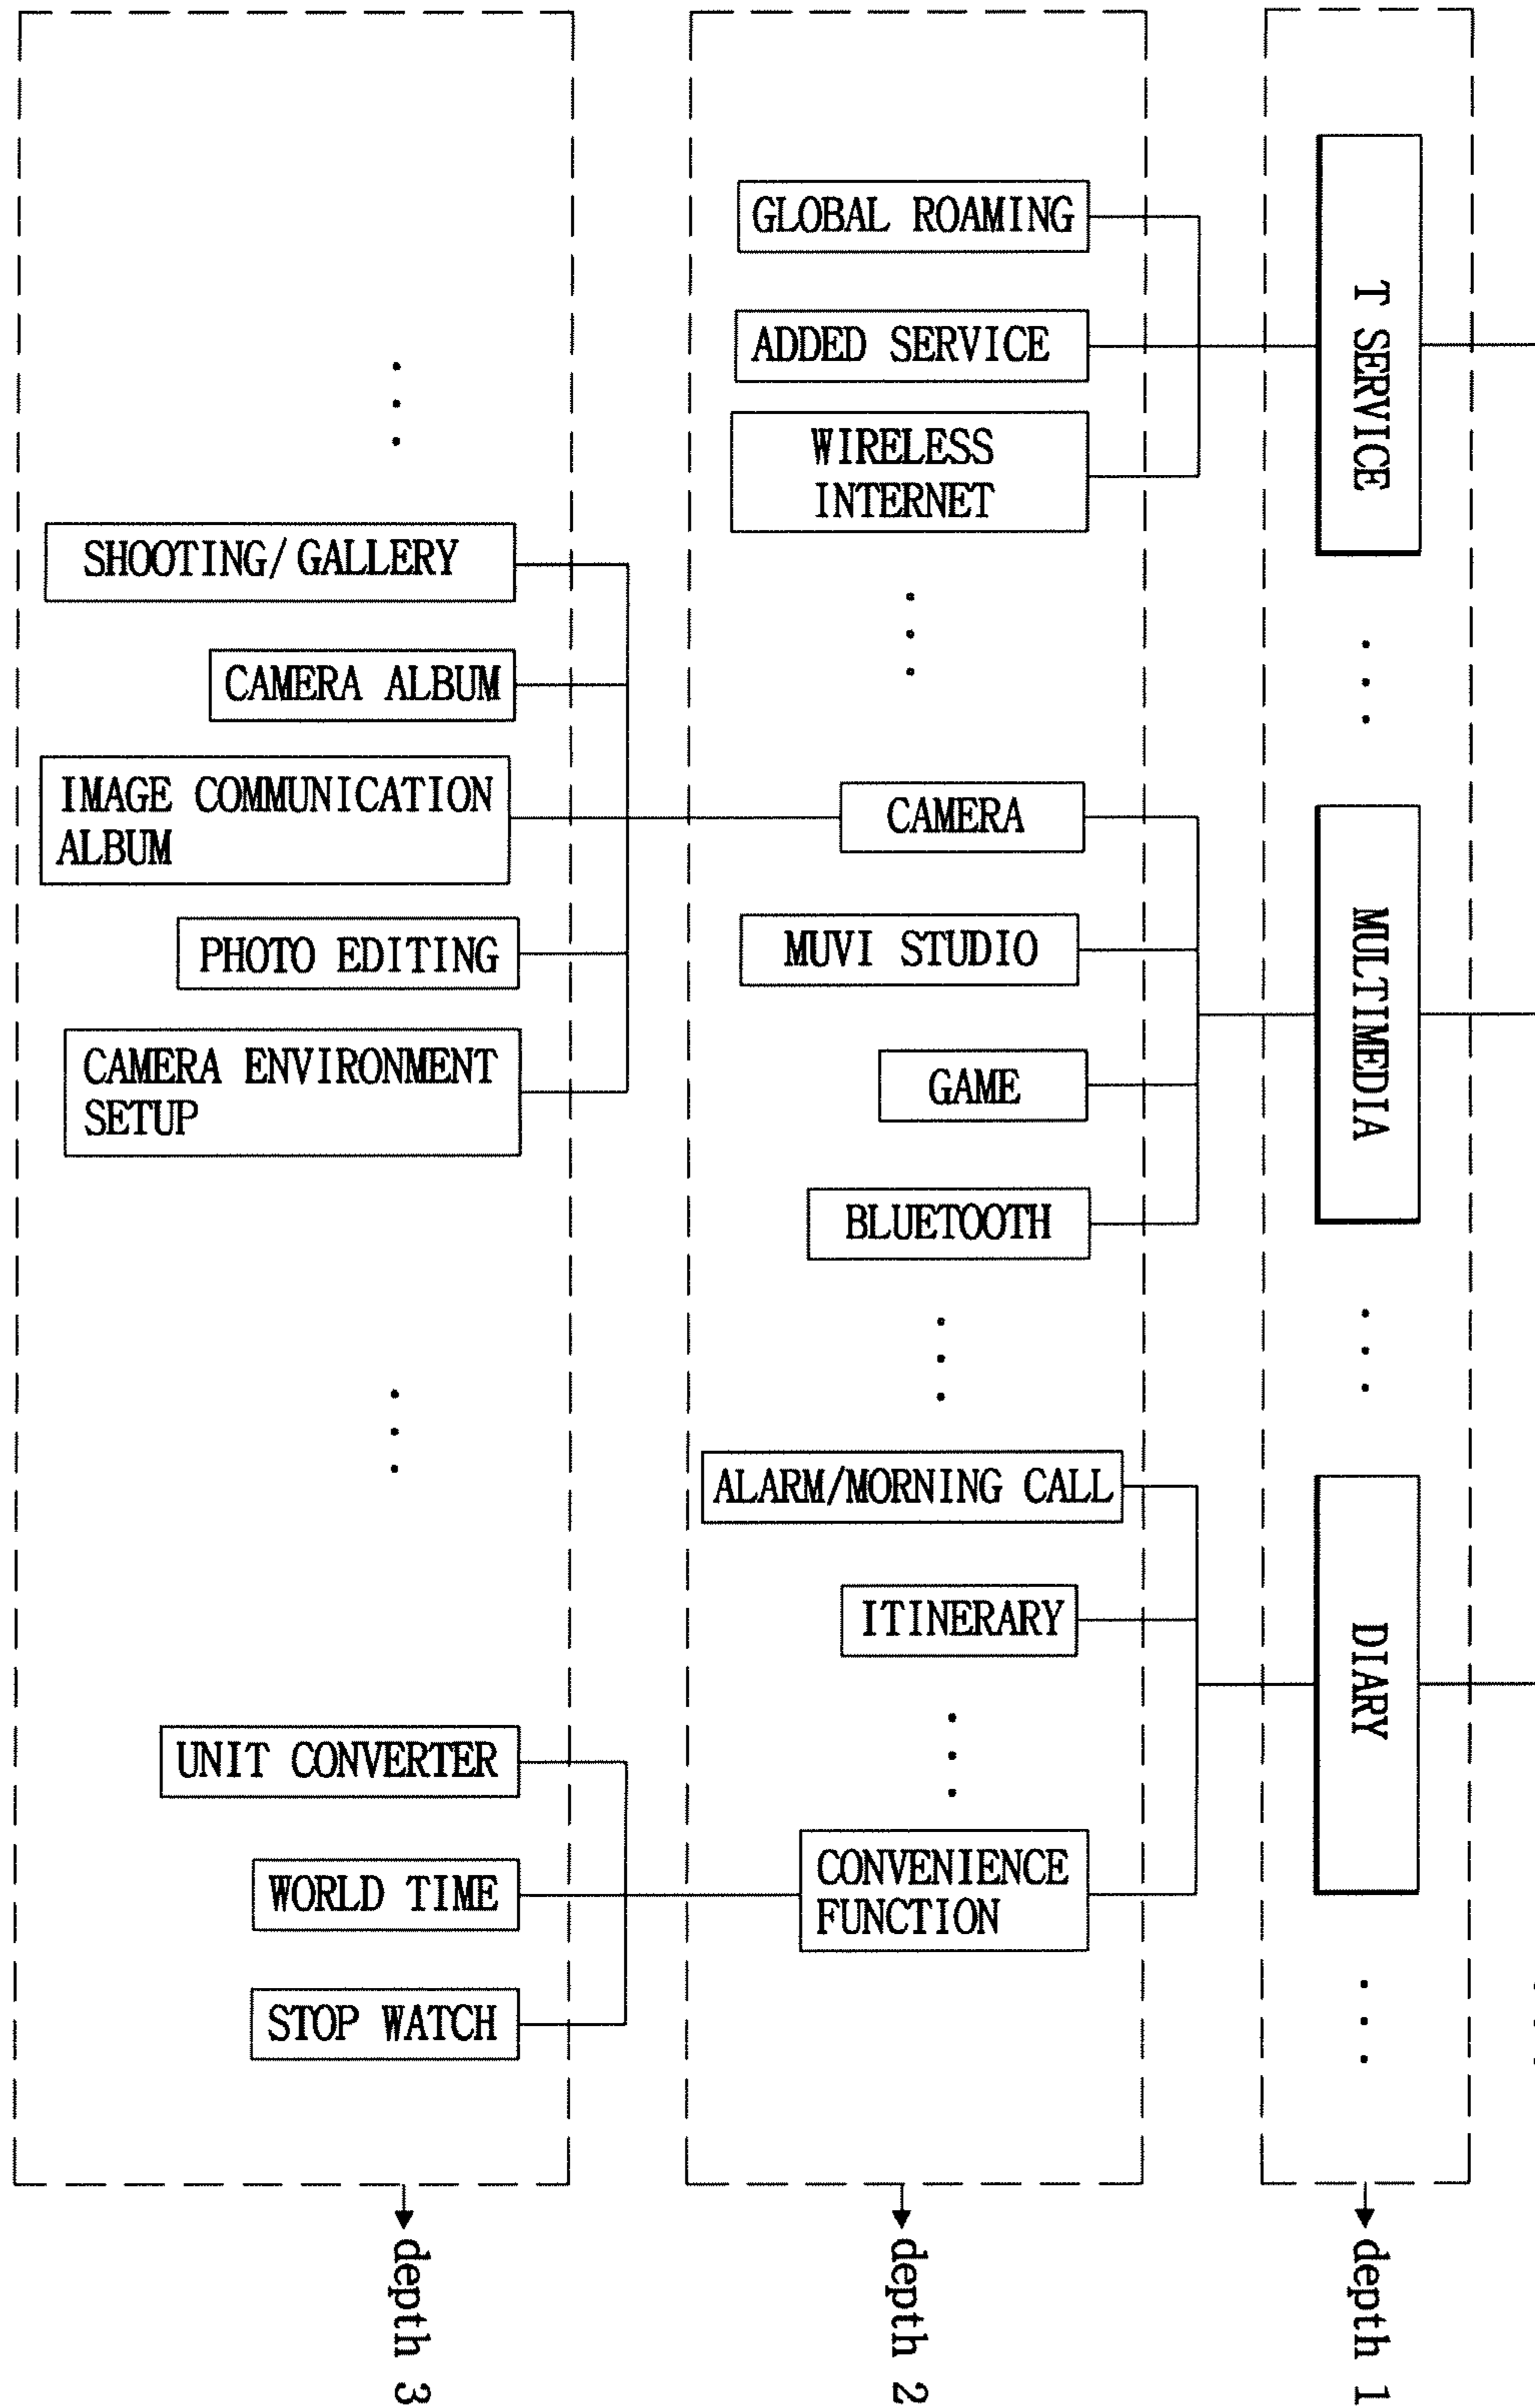 T SERVICE
MULTIMEDIA
DIARY
depth 1
GLOBAL ROAMING
ADDED SERVICE
WIRELESS
INTERNET
CAMERA
MUVI STUDIO
GAME
BLUETOOTH
ALARM/MORNING CALL
ITINERARY
CONVENIENCE
FUNCTION
depth 2
SHOOTING/GALLERY
CAMERA ALBUM
IMAGE COMMUNICATION
ALBUM
PHOTO EDITING
CAMERA ENVIRONMENT
SETUP
UNIT CONVERTER
WORLD TIME
STOP WATCH
depth 3